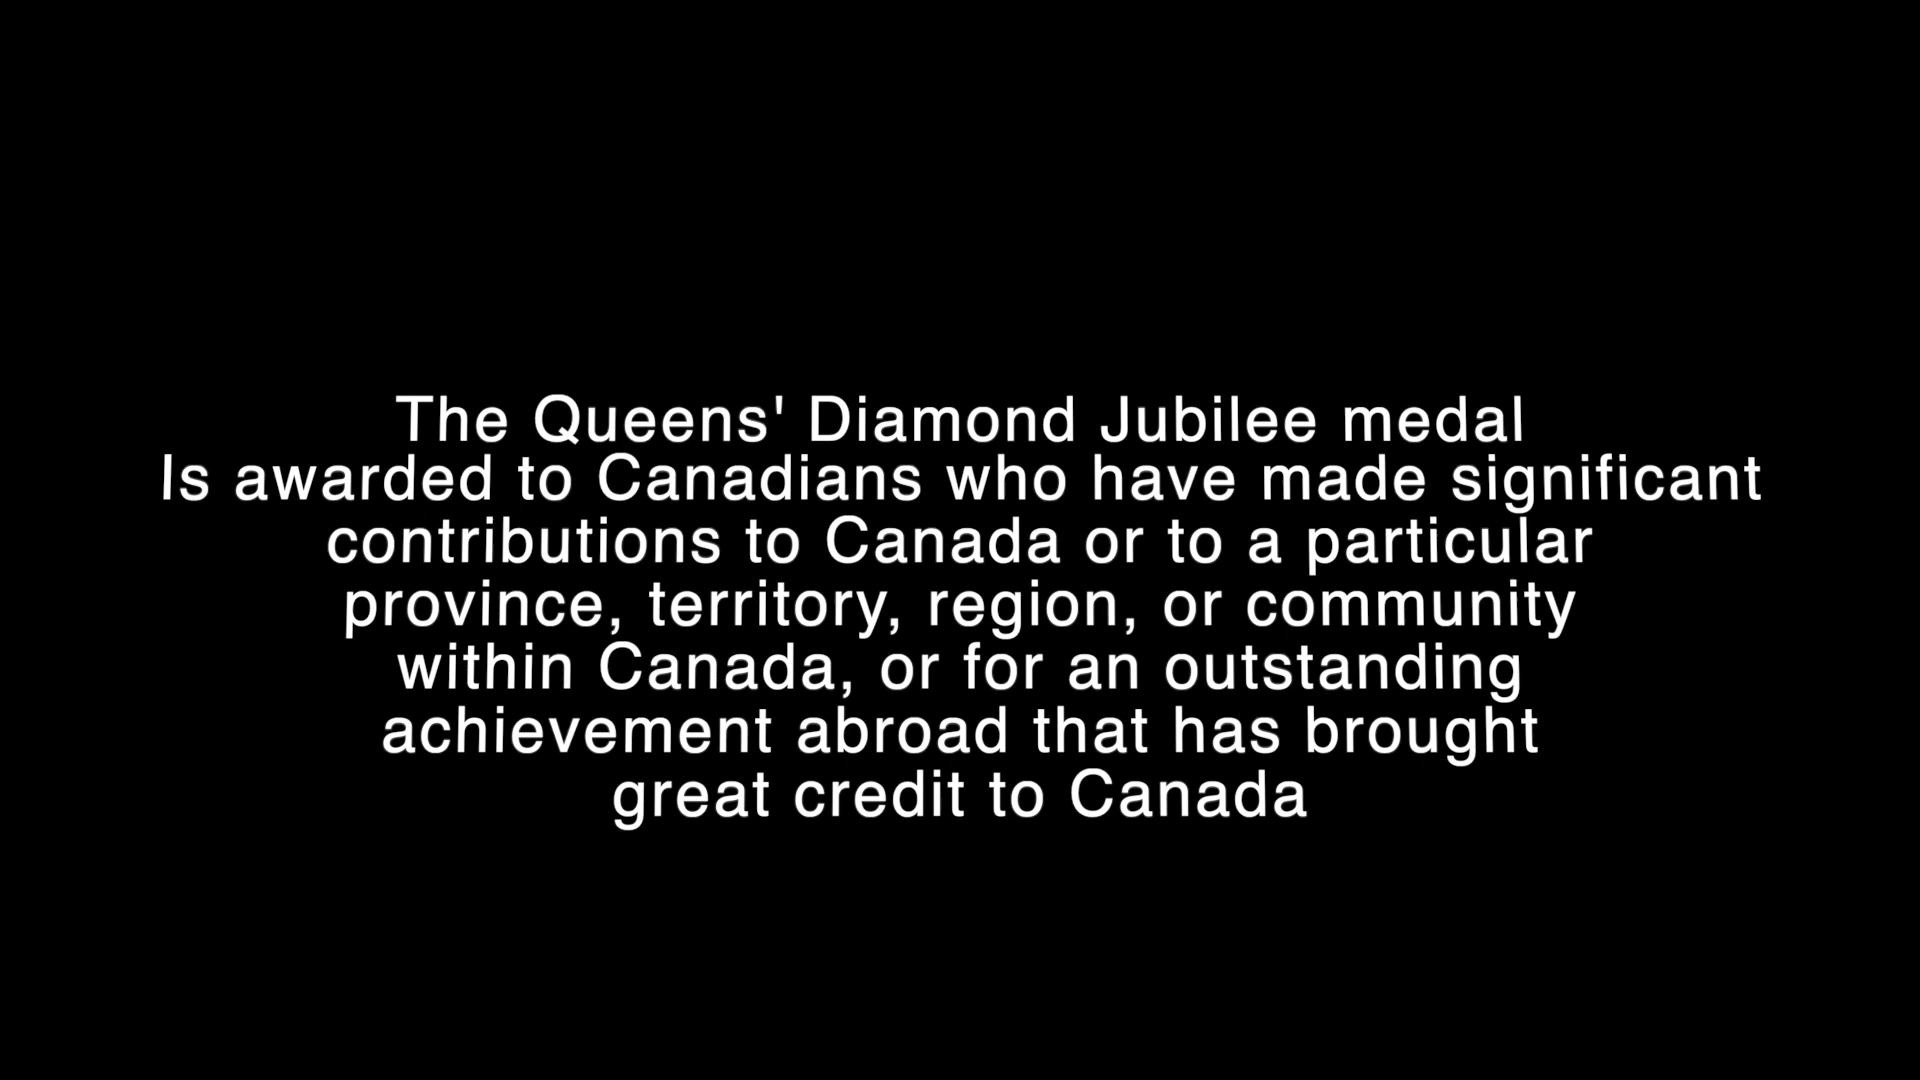 The Queens' Diamond Jubilee medal
Is awarded to Canadians who have made significant
contributions to Canada or to a particular
province, territory, region, or community
within Canada, or for an outstanding
achievement abroad that has brought
great credit to Canada